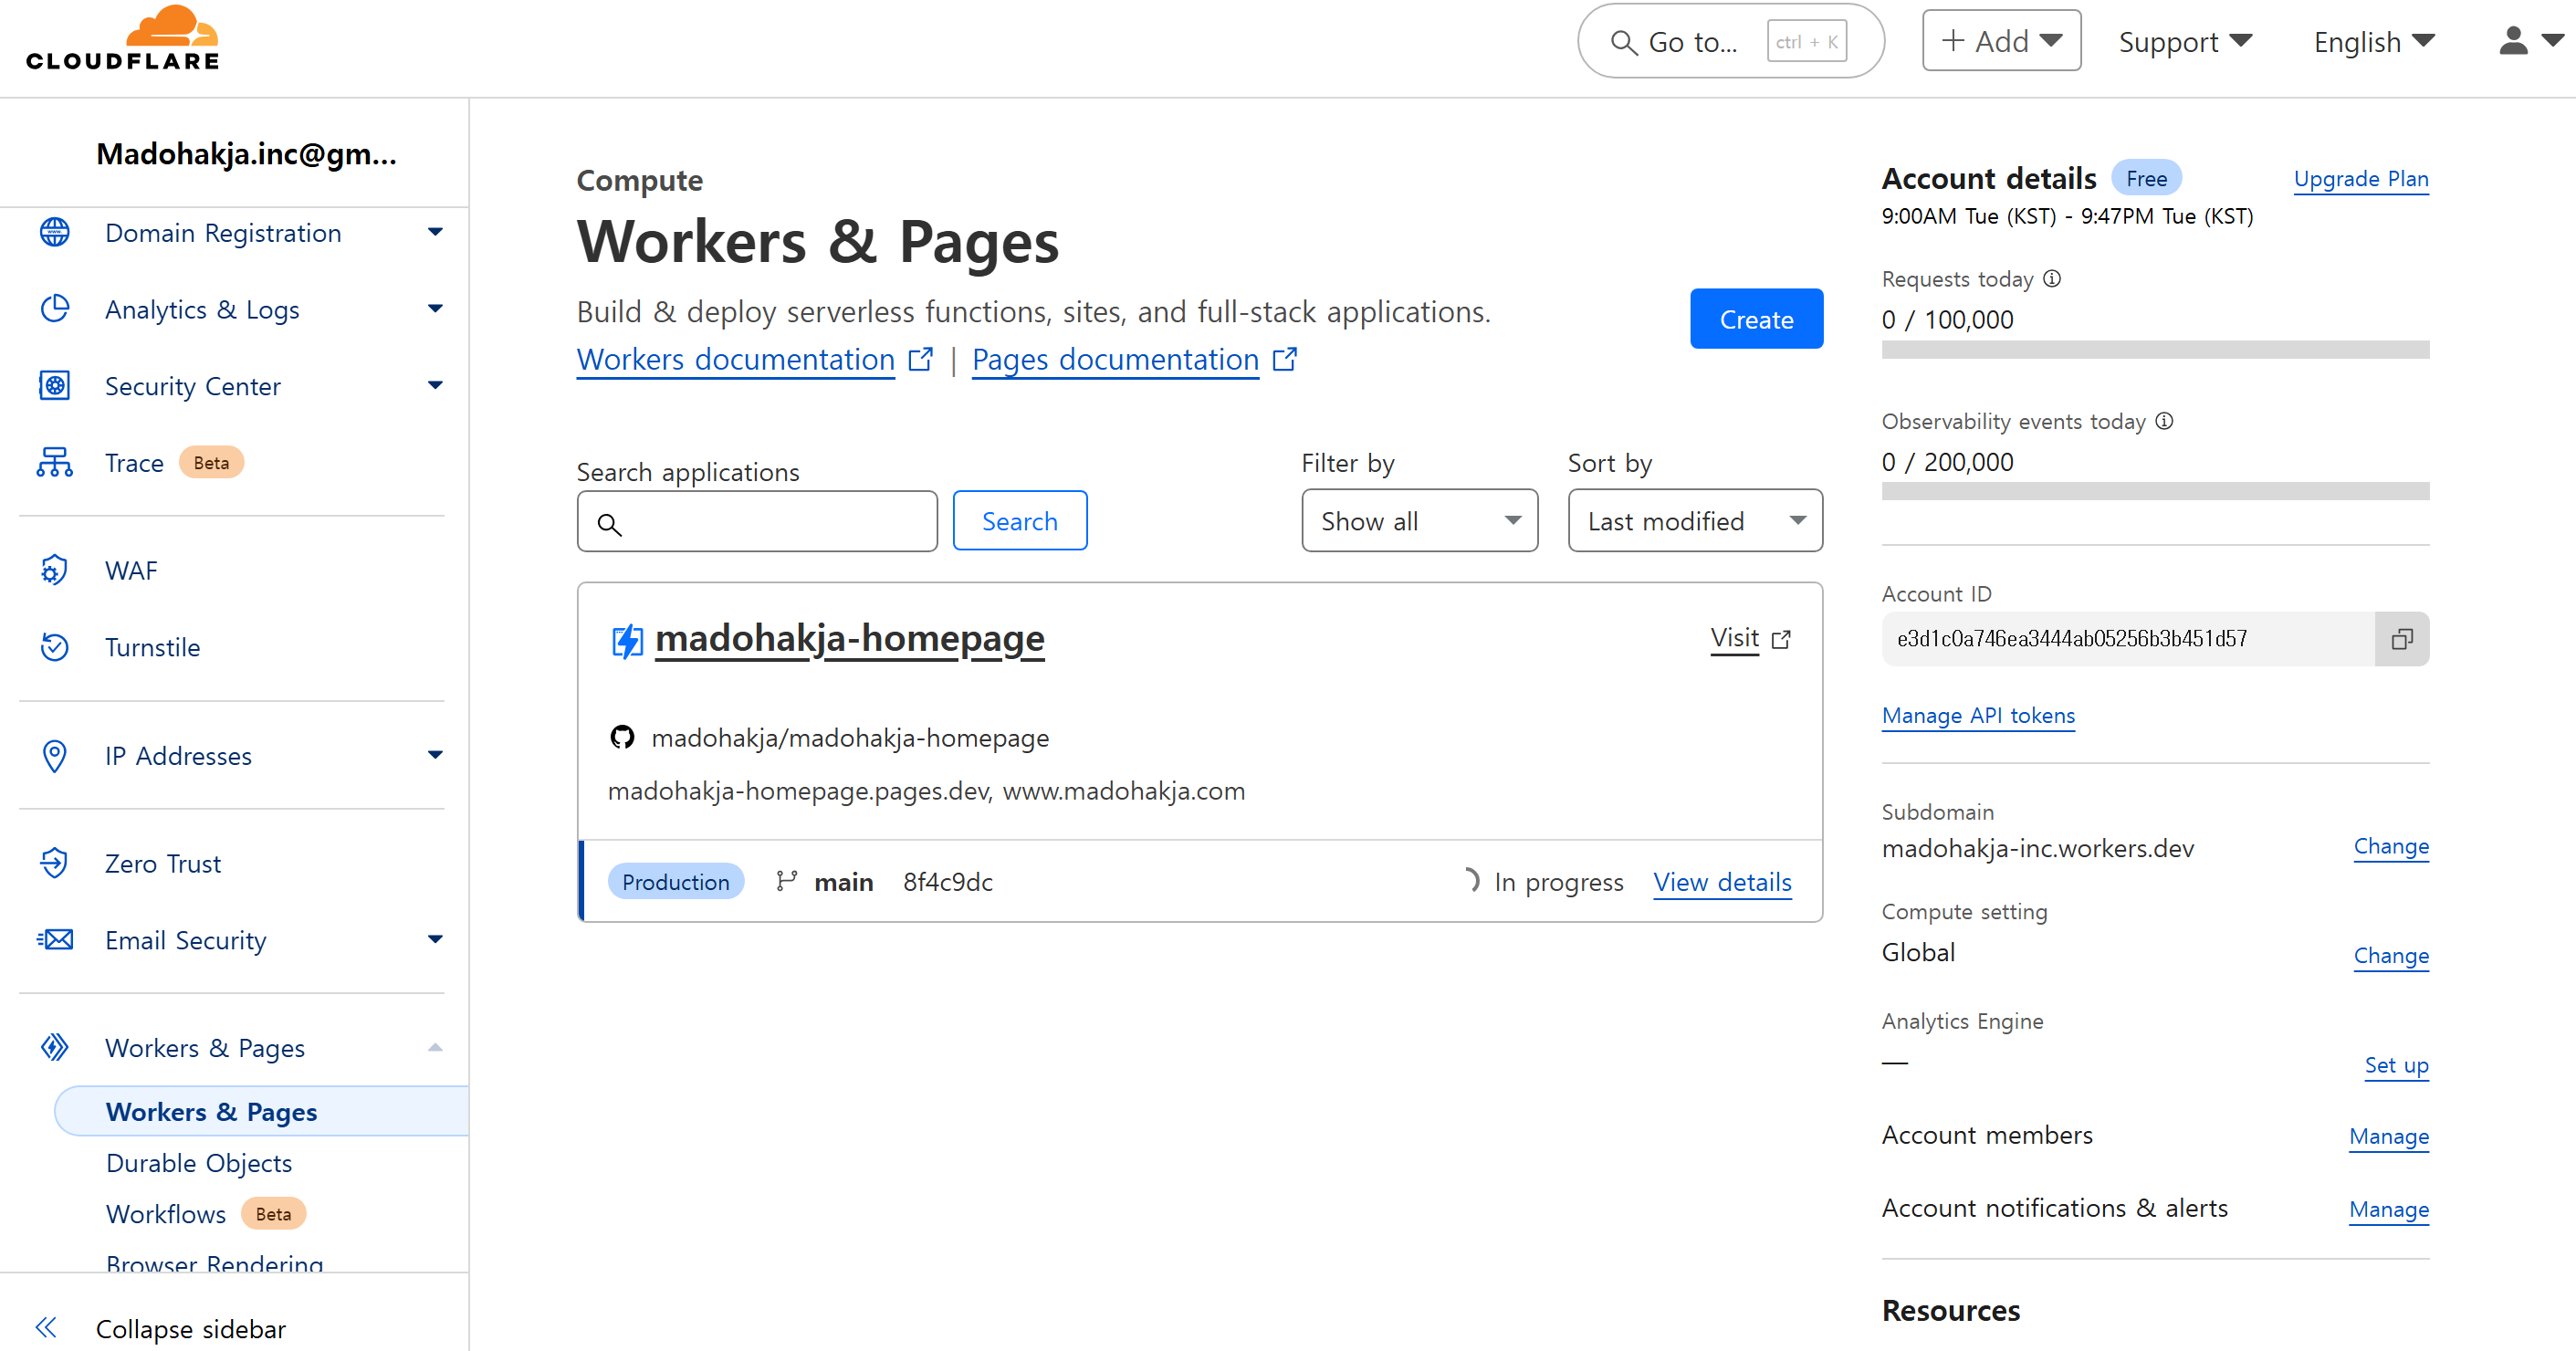 CLOUDFLARE
Go to... ctrl + K
+ Add
Support
English
Madohakja.inc@gm...
Domain Registration
Analytics & Logs
Security Center
Trace Beta
WAF
Turnstile
IP Addresses
Zero Trust
Email Security
Workers & Pages
Workers & Pages
Durable Objects
Workflows Beta
Browser Rendering
Collapse sidebar
Compute
Workers & Pages
Build & deploy serverless functions, sites, and full-stack applications.
Workers documentation | Pages documentation
Create
Search applications
Search
Filter by
Show all
Sort by
Last modified
madohakja-homepage
Visit
madohakja/madohakja-homepage
madohakja-homepage.pages.dev, www.madohakja.com
Production main 8f4c9dc In progress View details
Account details Free Upgrade Plan
9:00AM Tue (KST) - 9:47PM Tue (KST)
Requests today
0 / 100,000
Observability events today
0 / 200,000
Account ID
e3d1c0a746ea3444ab05256b3b451d57
Manage API tokens
Subdomain
madohakja-inc.workers.dev Change
Compute setting
Global Change
Analytics Engine
— Set up
Account members Manage
Account notifications & alerts Manage
Resources